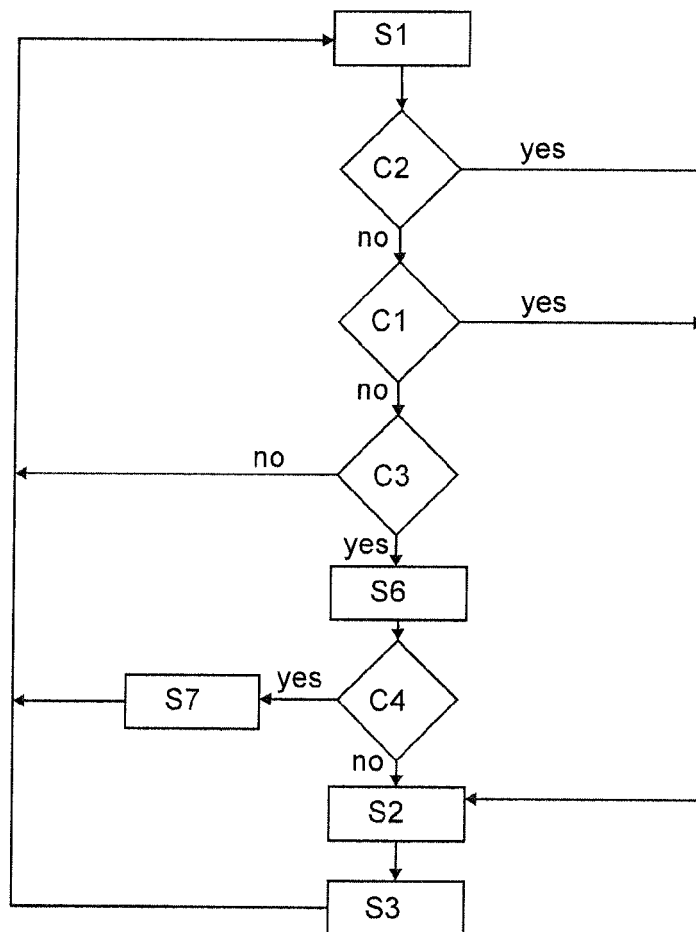 S1
C2
yes
no
C1
yes
no
C3
no
yes
S6
C4
yes
S7
no
S2
S3